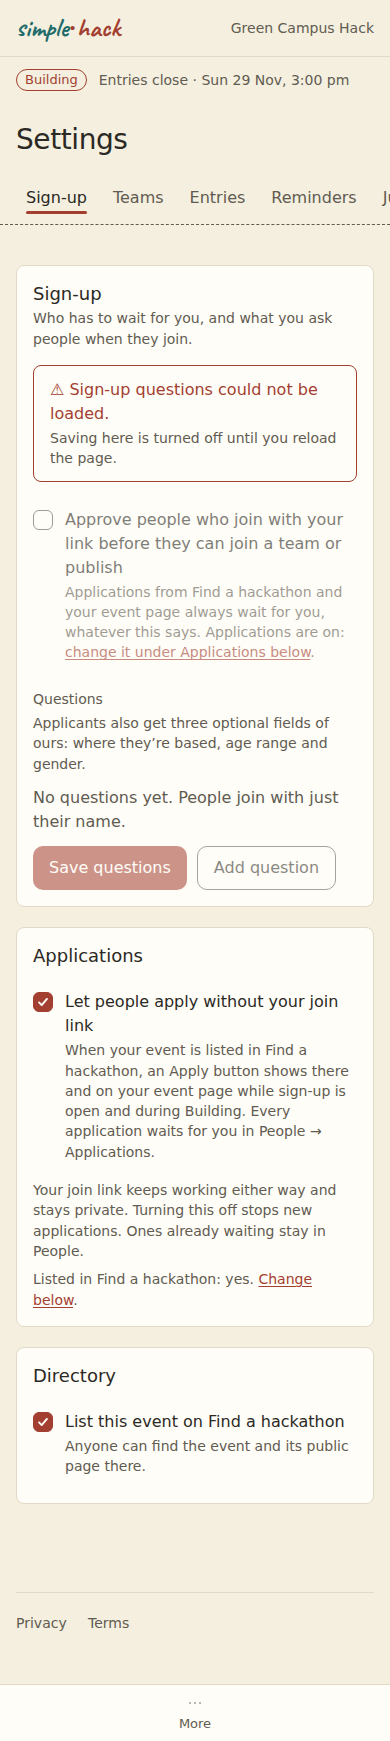 simple hack
Green Campus Hack
Building Entries close · Sun 29 Nov, 3:00 pm
Settings
Sign-up Teams Entries Reminders Ju
Sign-up
Who has to wait for you, and what you ask
people when they join.
⚠ Sign-up questions could not be
loaded.
Saving here is turned off until you reload
the page.
Approve people who join with your
link before they can join a team or
publish
Applications from Find a hackathon and
your event page always wait for you,
whatever this says. Applications are on:
change it under Applications below.
Questions
Applicants also get three optional fields of
ours: where they’re based, age range and
gender.
No questions yet. People join with just
their name.
Save questions Add question
Applications
Let people apply without your join
link
When your event is listed in Find a
hackathon, an Apply button shows there
and on your event page while sign-up is
open and during Building. Every
application waits for you in People →
Applications.
Your join link keeps working either way and
stays private. Turning this off stops new
applications. Ones already waiting stay in
People.
Listed in Find a hackathon: yes. Change
below.
Directory
List this event on Find a hackathon
Anyone can find the event and its public
page there.
Privacy Terms
...
More